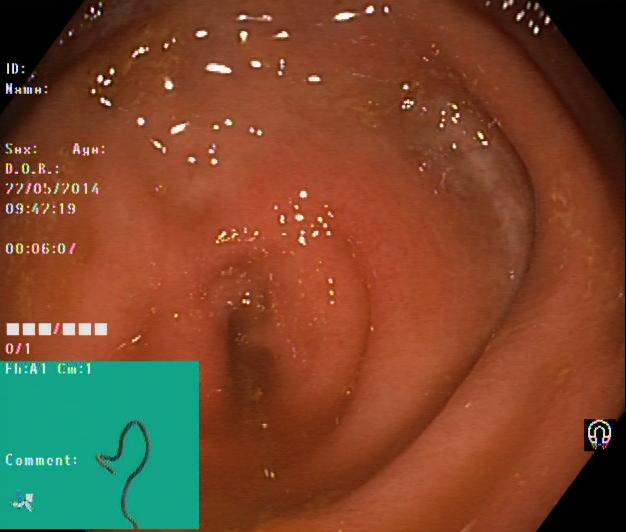 ID:
Name:
Sex: Age:
D.O.B.:
22/05/2014
09:42:19
00:06:07
■■■/■■■
0/1
Eh:A1 Cm:1
Comment: